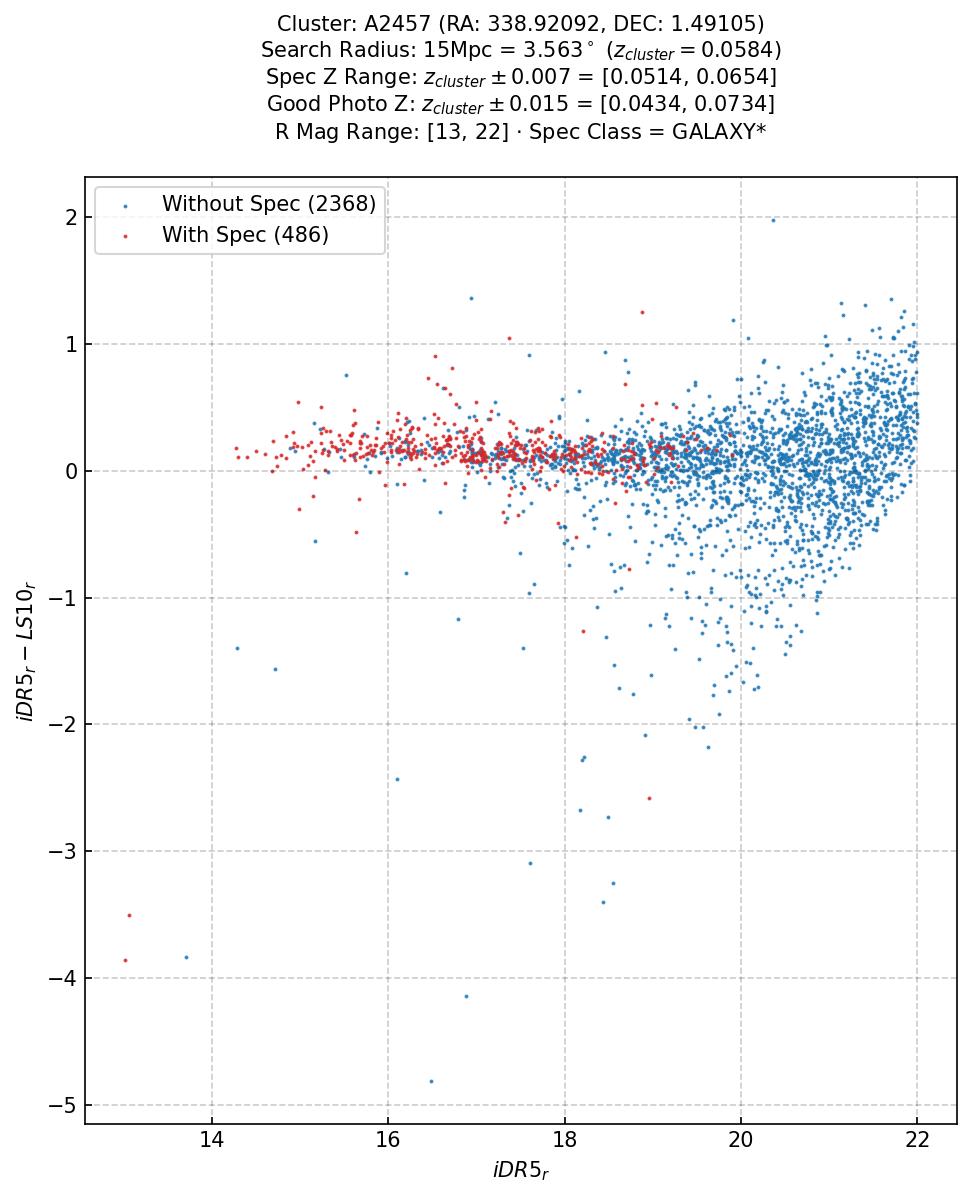 Cluster: A2457 (RA: 338.92092, DEC: 1.49105)
Search Radius: 15Mpc = 3.563° (z_cluster = 0.0584)
Spec Z Range: z_cluster ± 0.007 = [0.0514, 0.0654]
Good Photo Z: z_cluster ± 0.015 = [0.0434, 0.0734]
R Mag Range: [13, 22] · Spec Class = GALAXY*
Without Spec (2368)
With Spec (486)
2
1
0
−1
−2
−3
−4
−5
iDR5_r − LS10_r
14 16 18 20 22
iDR5_r